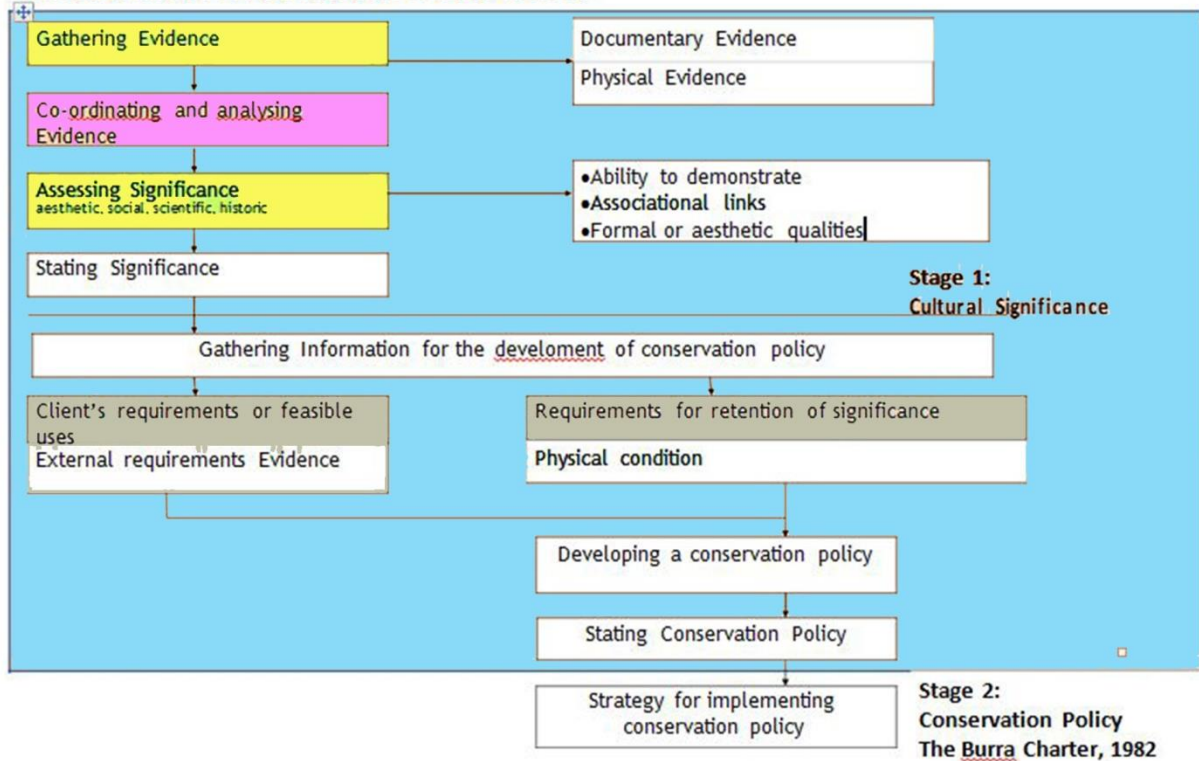 Gathering Evidence
Documentary Evidence
Physical Evidence
Co-ordinating and analysing
Evidence
Assessing Significance
aesthetic, social, scientific, historic
•Ability to demonstrate
•Associational links
•Formal or aesthetic qualities
Stating Significance
Stage 1:
Cultural Significance
Gathering Information for the develoment of conservation policy
Client's requirements or feasible
uses
External requirements Evidence
Requirements for retention of significance
Physical condition
Developing a conservation policy
Stating Conservation Policy
Strategy for implementing
conservation policy
Stage 2:
Conservation Policy
The Burra Charter, 1982